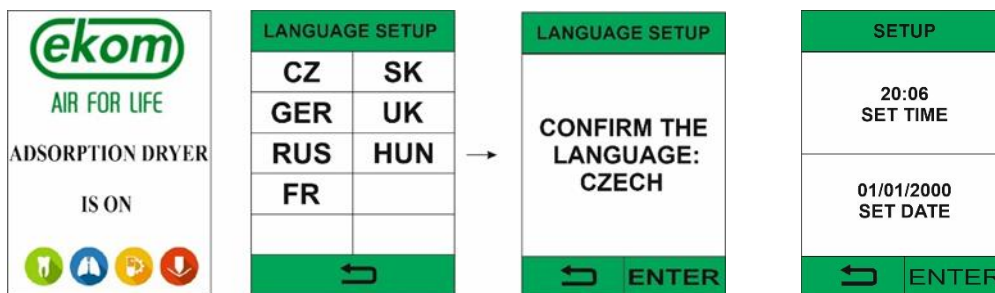 ekom
AIR FOR LIFE
ADSORPTION DRYER
IS ON
LANGUAGE SETUP
CZ SK
GER UK
RUS HUN
FR
LANGUAGE SETUP
CONFIRM THE
LANGUAGE:
CZECH
ENTER
SETUP
20:06
SET TIME
01/01/2000
SET DATE
ENTER